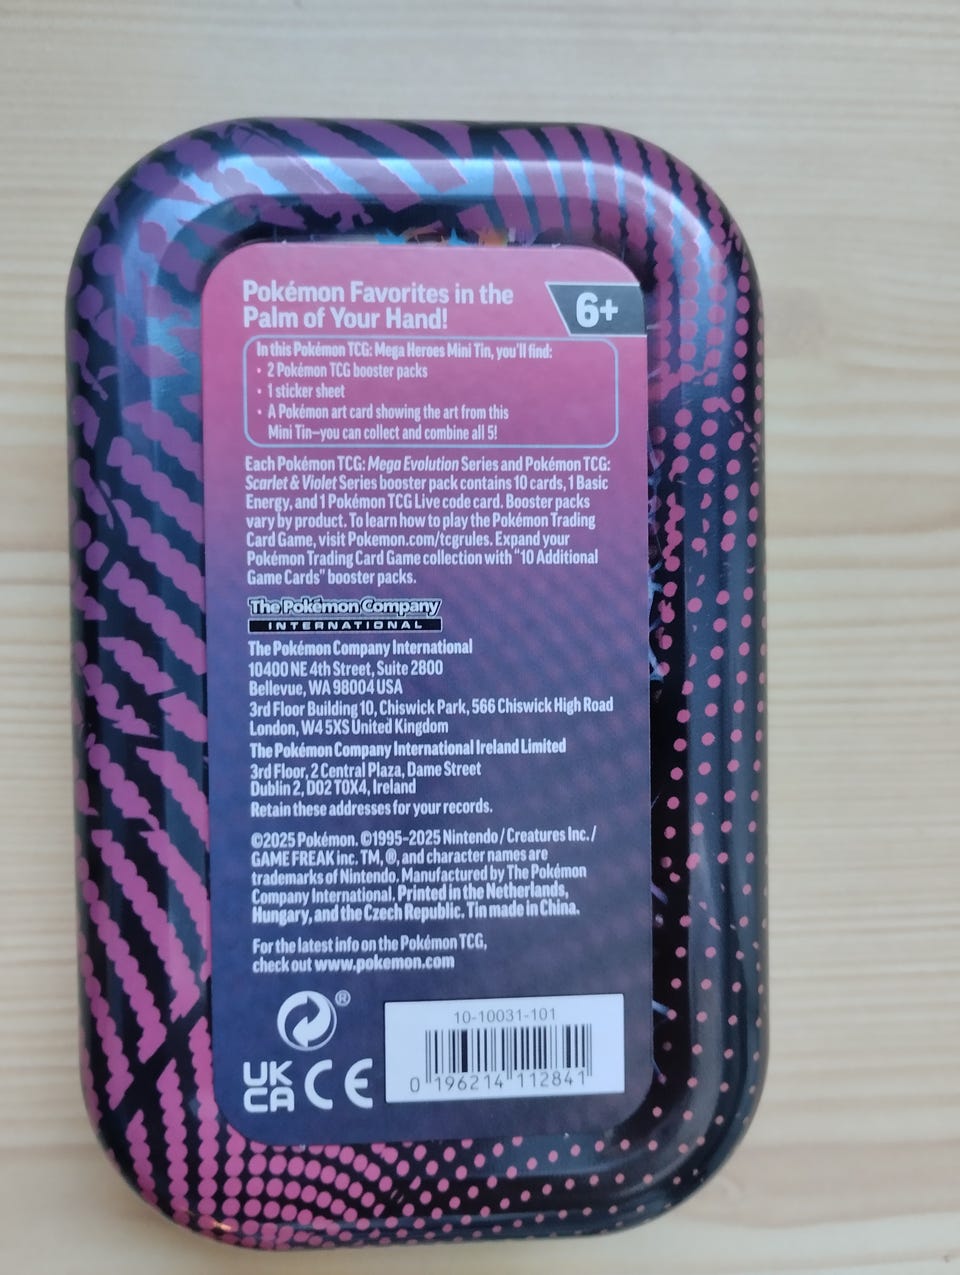 Pokémon Favorites in the
Palm of Your Hand!
6+
In this Pokémon TCG: Mega Heroes Mini Tin, you'll find:
• 2 Pokémon TCG booster packs
• 1 sticker sheet
• A Pokémon art card showing the art from this
Mini Tin—you can collect and combine all 5!
Each Pokémon TCG: Mega Evolution Series and Pokémon TCG:
Scarlet & Violet Series booster pack contains 10 cards, 1 Basic
Energy, and 1 Pokémon TCG Live code card. Booster packs
vary by product. To learn how to play the Pokémon Trading
Card Game, visit Pokemon.com/tcgrules. Expand your
Pokémon Trading Card Game collection with "10 Additional
Game Cards" booster packs.
The Pokémon Company
INTERNATIONAL
The Pokémon Company International
10400 NE 4th Street, Suite 2800
Bellevue, WA 98004 USA
3rd Floor Building 10, Chiswick Park, 566 Chiswick High Road
London, W4 5XS United Kingdom
The Pokémon Company International Ireland Limited
3rd Floor, 2 Central Plaza, Dame Street
Dublin 2, D02 T0X4, Ireland
Retain these addresses for your records.
©2025 Pokémon. ©1995–2025 Nintendo / Creatures Inc. /
GAME FREAK inc. TM, ®, and character names are
trademarks of Nintendo. Manufactured by The Pokémon
Company International. Printed in the Netherlands,
Hungary, and the Czech Republic. Tin made in China.
For the latest info on the Pokémon TCG,
check out www.pokemon.com
®
UK
CA
CE
10-10031-101
0 196214 112841